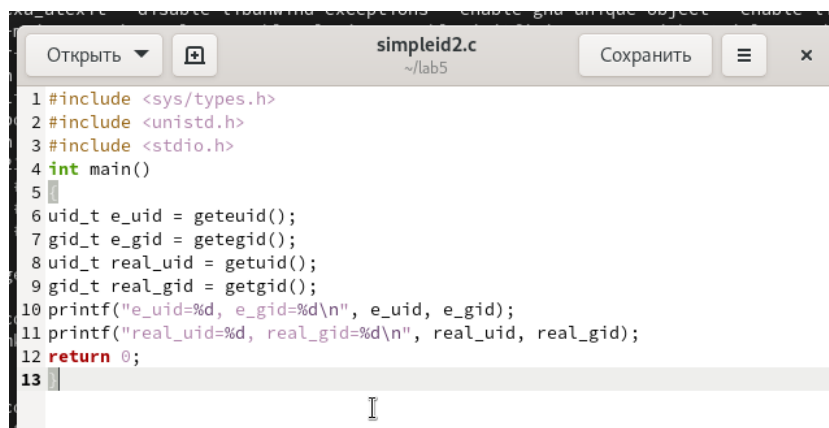 Открыть
simpleid2.c
~/lab5
Сохранить
1 #include <sys/types.h>
2 #include <unistd.h>
3 #include <stdio.h>
4 int main()
5 {
6 uid_t e_uid = geteuid();
7 gid_t e_gid = getegid();
8 uid_t real_uid = getuid();
9 gid_t real_gid = getgid();
10 printf("e_uid=%d, e_gid=%d\n", e_uid, e_gid);
11 printf("real_uid=%d, real_gid=%d\n", real_uid, real_gid);
12 return 0;
13 }